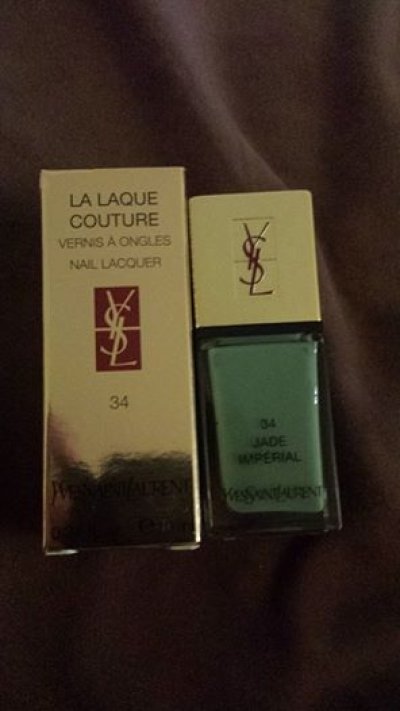 LA LAQUE
COUTURE
VERNIS À ONGLES
NAIL LACQUER
YSL
34
YVESSAINTLAURENT
YSL
34
JADE
IMPÉRIAL
YVESSAINTLAURENT